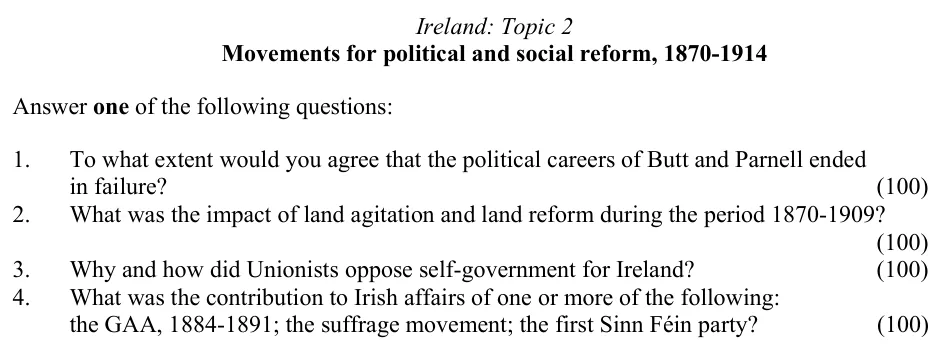 Ireland: Topic 2
Movements for political and social reform, 1870-1914
Answer one of the following questions:
1. To what extent would you agree that the political careers of Butt and Parnell ended
in failure? (100)
2. What was the impact of land agitation and land reform during the period 1870-1909?
(100)
3. Why and how did Unionists oppose self-government for Ireland? (100)
4. What was the contribution to Irish affairs of one or more of the following:
the GAA, 1884-1891; the suffrage movement; the first Sinn Féin party? (100)